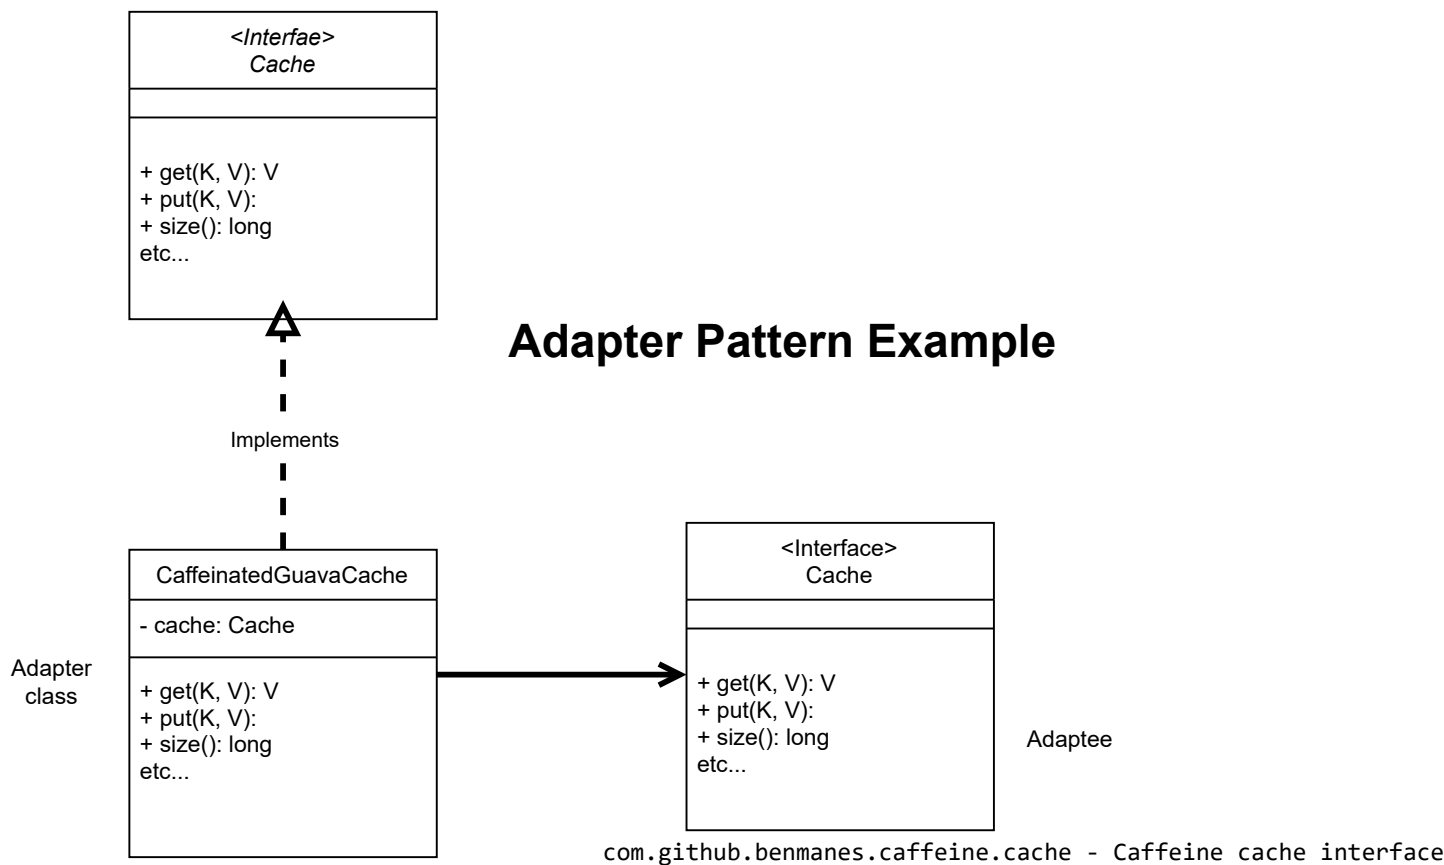 <Interfae>
Cache
+ get(K, V): V
+ put(K, V):
+ size(): long
etc...
Adapter Pattern Example
Implements
CaffeinatedGuavaCache
- cache: Cache
+ get(K, V): V
+ put(K, V):
+ size(): long
etc...
Adapter
class
<Interface>
Cache
+ get(K, V): V
+ put(K, V):
+ size(): long
etc...
Adaptee
com.github.benmanes.caffeine.cache - Caffeine cache interface